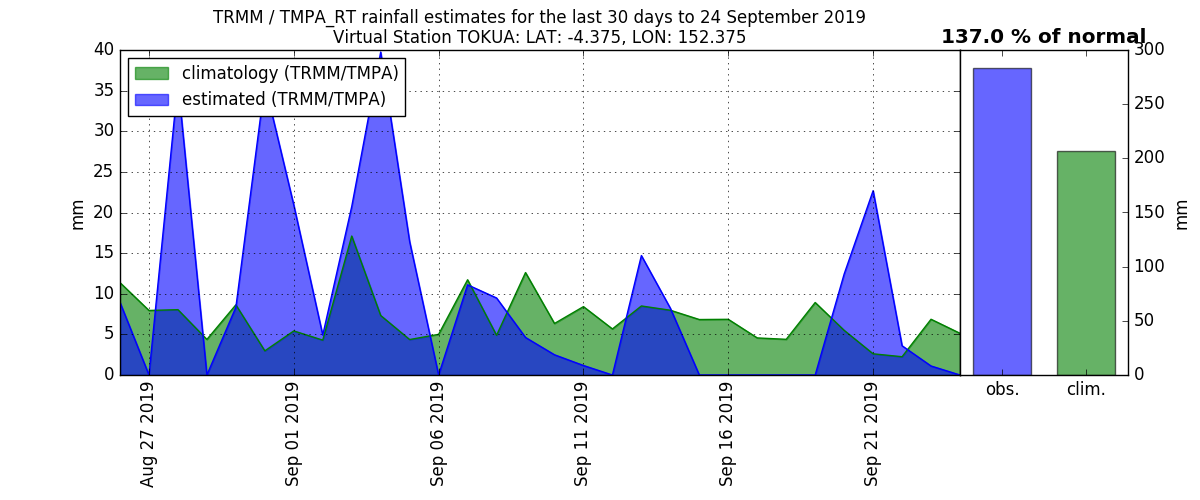 TRMM / TMPA_RT rainfall estimates for the last 30 days to 24 September 2019
Virtual Station TOKUA: LAT: -4.375, LON: 152.375
137.0 % of normal
climatology (TRMM/TMPA)
estimated (TRMM/TMPA)
mm
40
35
30
25
20
15
10
5
0
Aug 27 2019
Sep 01 2019
Sep 06 2019
Sep 11 2019
Sep 16 2019
Sep 21 2019
obs.
clim.
300
250
200
150
100
50
0
mm